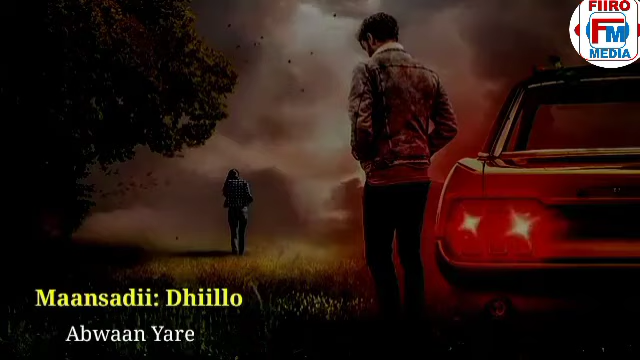 FIIRO
FM
MEDIA
Maansadii: Dhiillo
Abwaan Yare